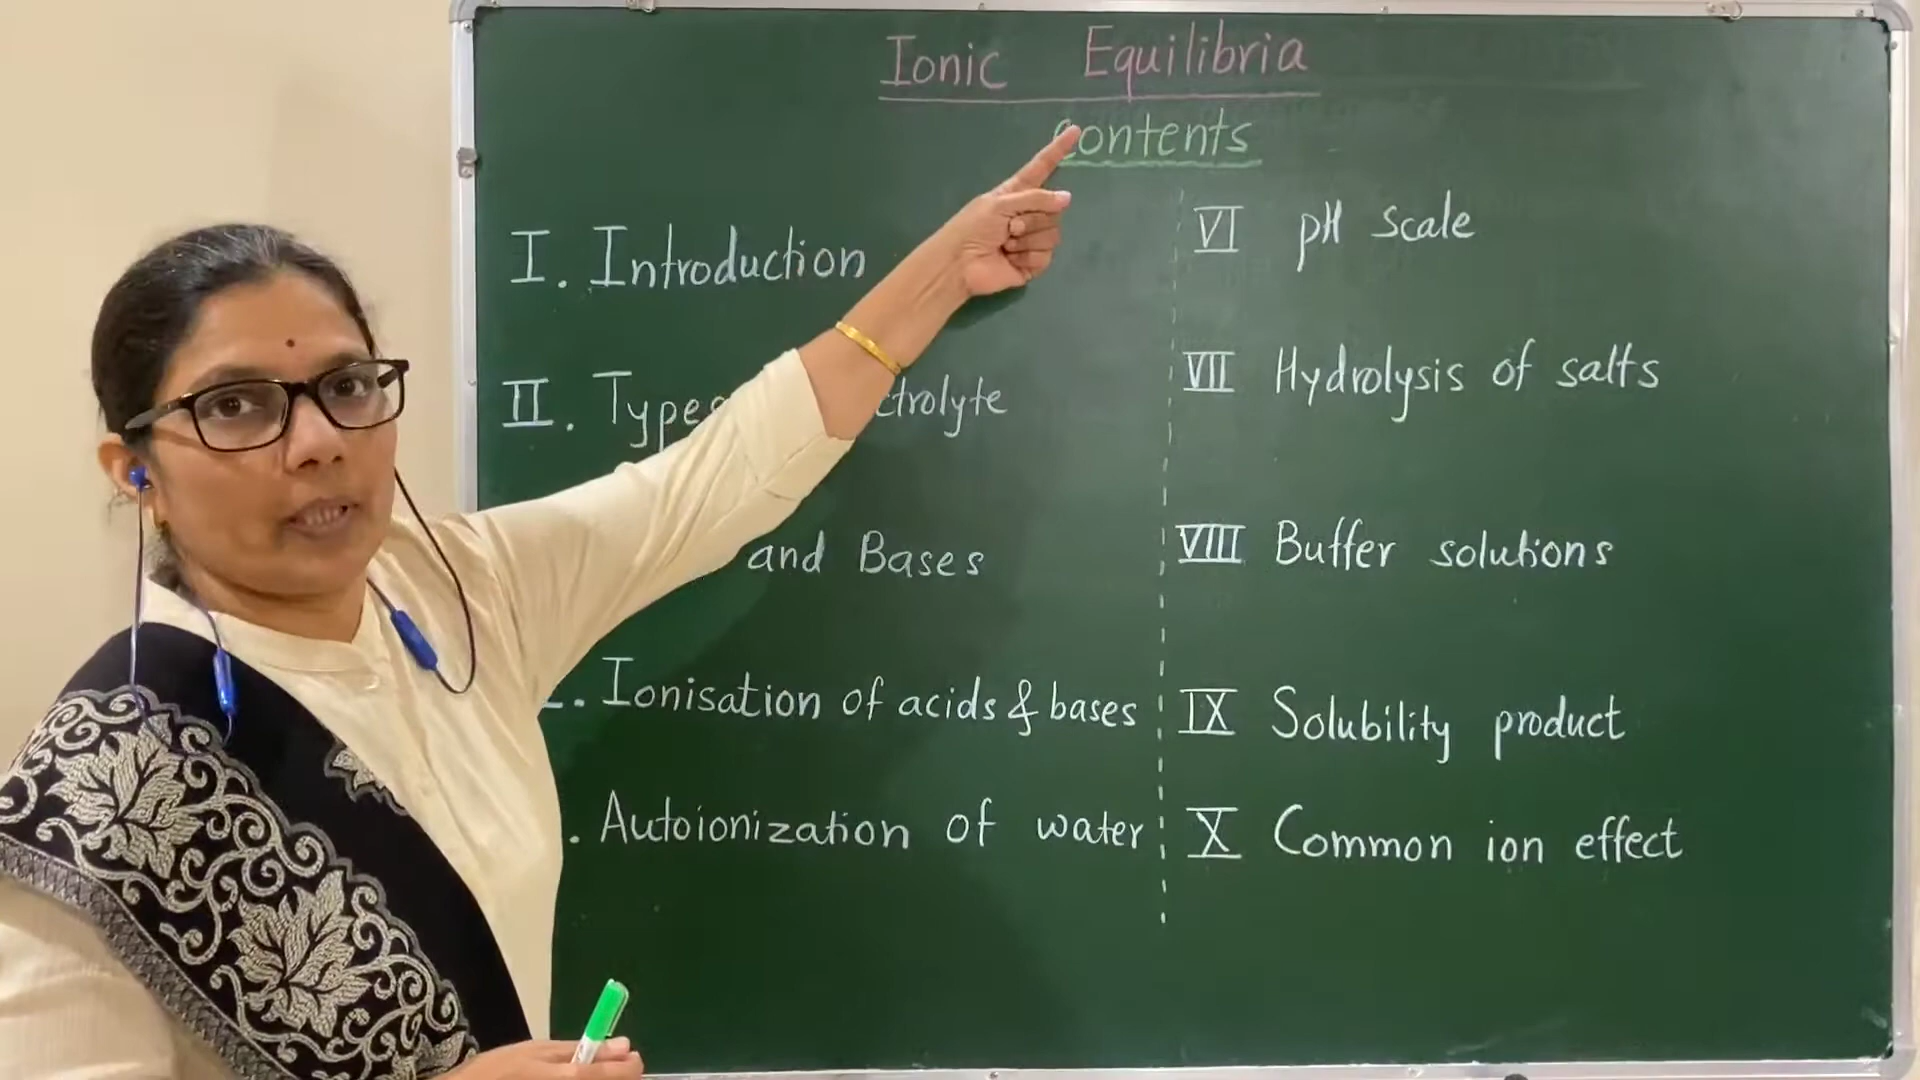 Ionic Equilibria
Contents
I. Introduction
II. Types
and Bases
. Ionisation of acids & bases
. Autoionization of water
VI pH scale
VII Hydrolysis of salts
VIII Buffer solutions
IX Solubility product
X Common ion effect